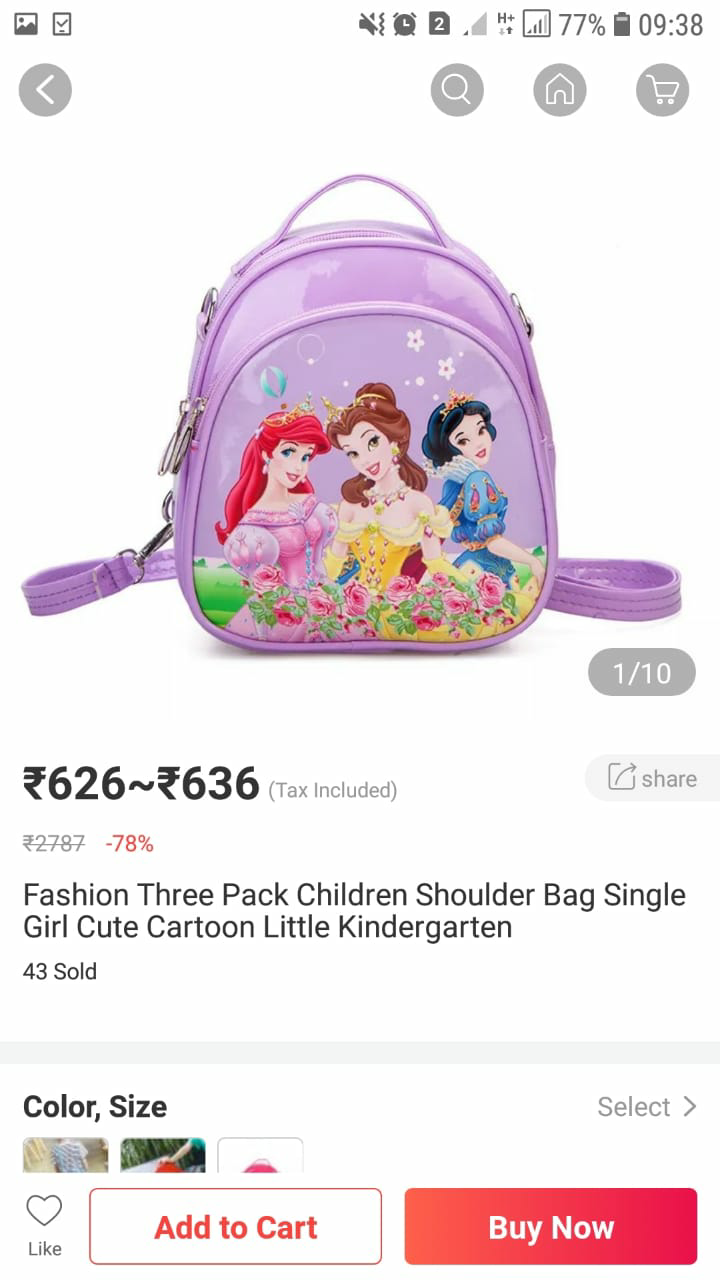 2 H+ 77% 09:38
1/10
₹626~₹636 (Tax Included)
share
₹2787 -78%
Fashion Three Pack Children Shoulder Bag Single
Girl Cute Cartoon Little Kindergarten
43 Sold
Color, Size
Select
Like
Add to Cart
Buy Now